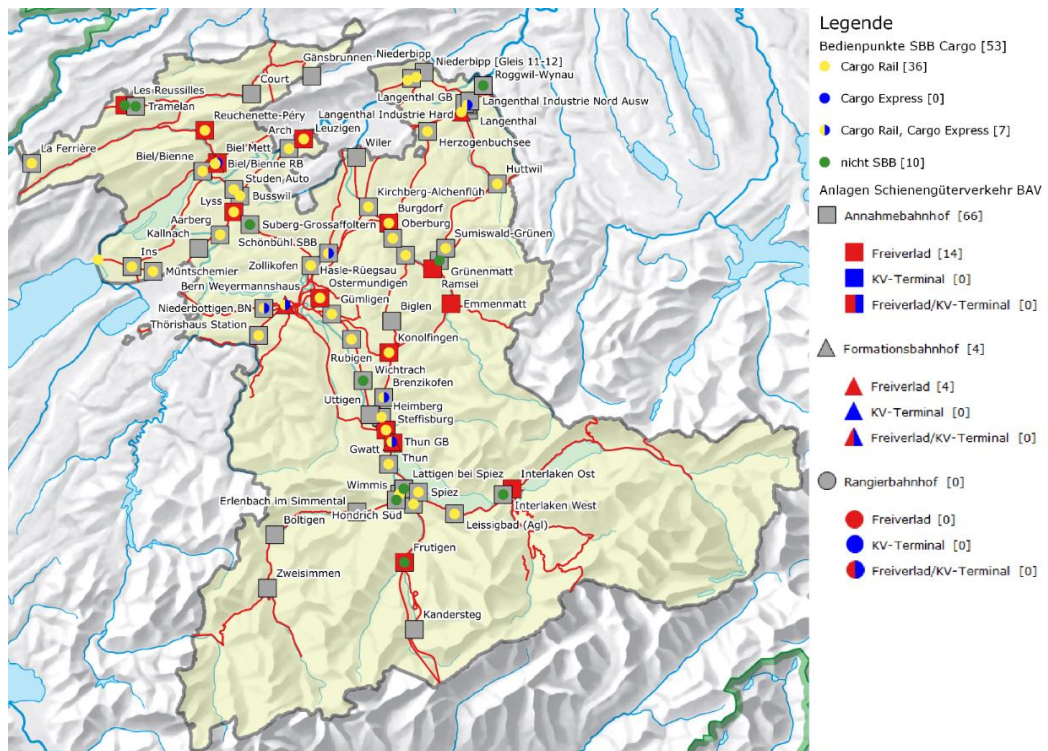 Gänsbrunnen
Niederbipp
Niederbipp [Gleis 11-12]
Roggwil-Wynau
Les Reussilles
Court
Tramelan
Langenthal GB
Langenthal Industrie Nord Ausw
Reuchenette-Péry
Langenthal Industrie Hard
Langenthal
Arch
Leuzigen
Herzogenbuchsee
La Ferrière
Biel Mett
Wiler
Biel/Bienne
Biel/Bienne RB
Huttwil
Studen Auto
Kirchberg-Alchenflüh
Lyss
Busswil
Burgdorf
Aarberg
Suberg-Grossaffoltern
Oberburg
Kallnach
Schönbühl SBB
Sumiswald-Grünen
Ins
Zollikofen
Hasle-Rüegsau
Grünenmatt
Müntschemier
Bern Weyermannshaus
Ostermundigen
Ramsei
Niederbottigen BN
Gümligen
Biglen
Emmenmatt
Thörishaus Station
Konolfingen
Rubigen
Wichtrach
Brenzikofen
Uttigen
Heimberg
Steffisburg
Gwatt
Thun GB
Thun
Wimmis
Lattigen bei Spiez
Interlaken Ost
Erlenbach im Simmental
Spiez
Interlaken West
Boltigen
Hondrich Süd
Leissigbad (Agl)
Frutigen
Zweisimmen
Kandersteg
Legende
Bedienpunkte SBB Cargo [53]
Cargo Rail [36]
Cargo Express [0]
Cargo Rail, Cargo Express [7]
nicht SBB [10]
Anlagen Schienengüterverkehr BAV
Annahmebahnhof [66]
Freiverlad [14]
KV-Terminal [0]
Freiverlad/KV-Terminal [0]
Formationsbahnhof [4]
Freiverlad [4]
KV-Terminal [0]
Freiverlad/KV-Terminal [0]
Rangierbahnhof [0]
Freiverlad [0]
KV-Terminal [0]
Freiverlad/KV-Terminal [0]